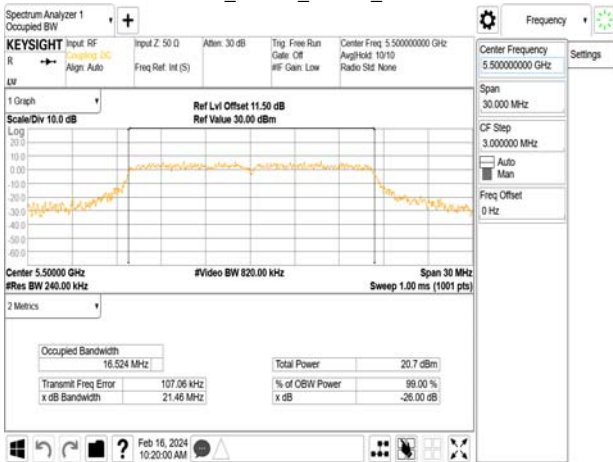 Spectrum Analyzer 1
Occupied BW
Frequency
KEYSIGHT
R
LXI
Input: RF
Coupling: DC
Align: Auto
Input Z: 50 Ω
Freq Ref: Int (S)
Atten: 30 dB
Trig: Free Run
Gate: Off
#IF Gain: Low
Center Freq: 5.500000000 GHz
Avg|Hold: 10/10
Radio Std: None
Center Frequency
5.500000000 GHz
Settings
Span
30.000 MHz
CF Step
3.000000 MHz
Auto
Man
Freq Offset
0 Hz
1 Graph
Scale/Div 10.0 dB
Ref Lvl Offset 11.50 dB
Ref Value 30.00 dBm
Log
20.0
10.0
0.00
-10.0
-20.0
-30.0
-40.0
-50.0
-60.0
Center 5.50000 GHz
#Res BW 240.00 kHz
#Video BW 820.00 kHz
Span 30 MHz
Sweep 1.00 ms (1001 pts)
2 Metrics
Occupied Bandwidth
16.524 MHz
Total Power 20.7 dBm
Transmit Freq Error 107.06 kHz
% of OBW Power 99.00 %
x dB Bandwidth 21.46 MHz
x dB -26.00 dB
?
Feb 16, 2024
10:20:00 AM